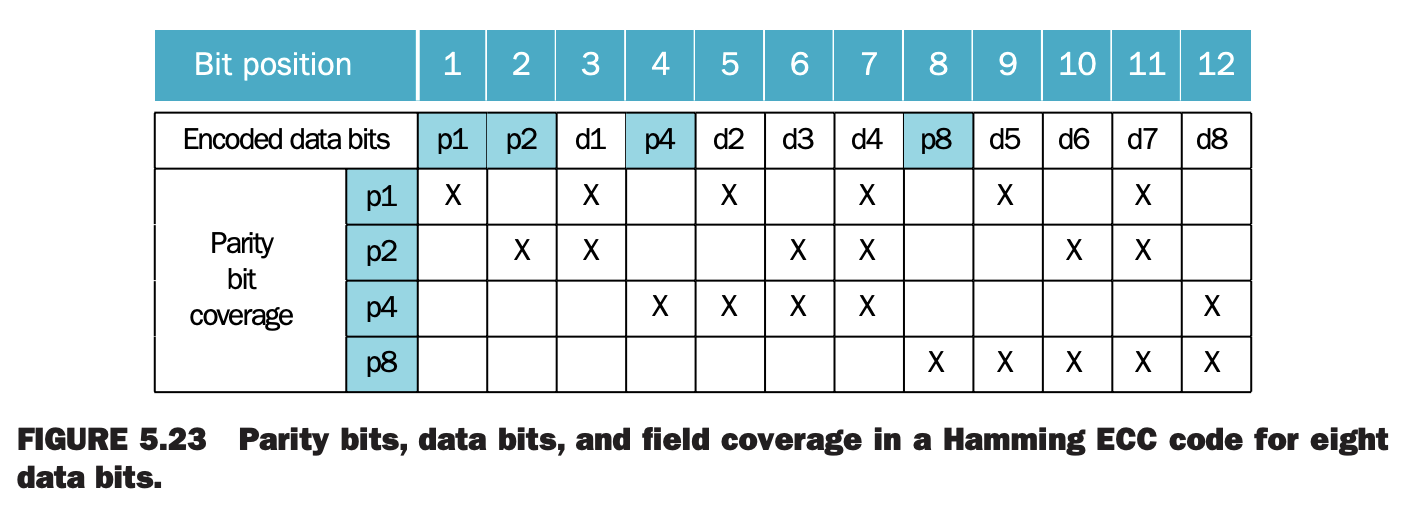 Bit position 1 2 3 4 5 6 7 8 9 10 11 12
Encoded data bits p1 p2 d1 p4 d2 d3 d4 p8 d5 d6 d7 d8
p1 X X X X X X
Parity
p2 X X X X X X
bit
coverage
p4 X X X X X
p8 X X X X X
FIGURE 5.23 Parity bits, data bits, and field coverage in a Hamming ECC code for eight
data bits.